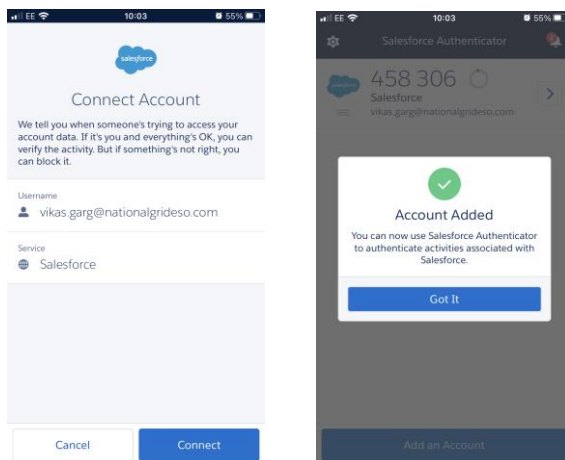 EE 10:03 55%
salesforce
Connect Account
We tell you when someone's trying to access your
account data. If it's you and everything's OK, you can
verify the activity. But if something's not right, you
can block it.
Username
vikas.garg@nationalgrideso.com
Service
Salesforce
Cancel Connect
EE 10:03 55%
Salesforce Authenticator
458 306
Salesforce
vikas.garg@nationalgrideso.com
Account Added
You can now use Salesforce Authenticator
to authenticate activities associated with
Salesforce.
Got It
Add an Account